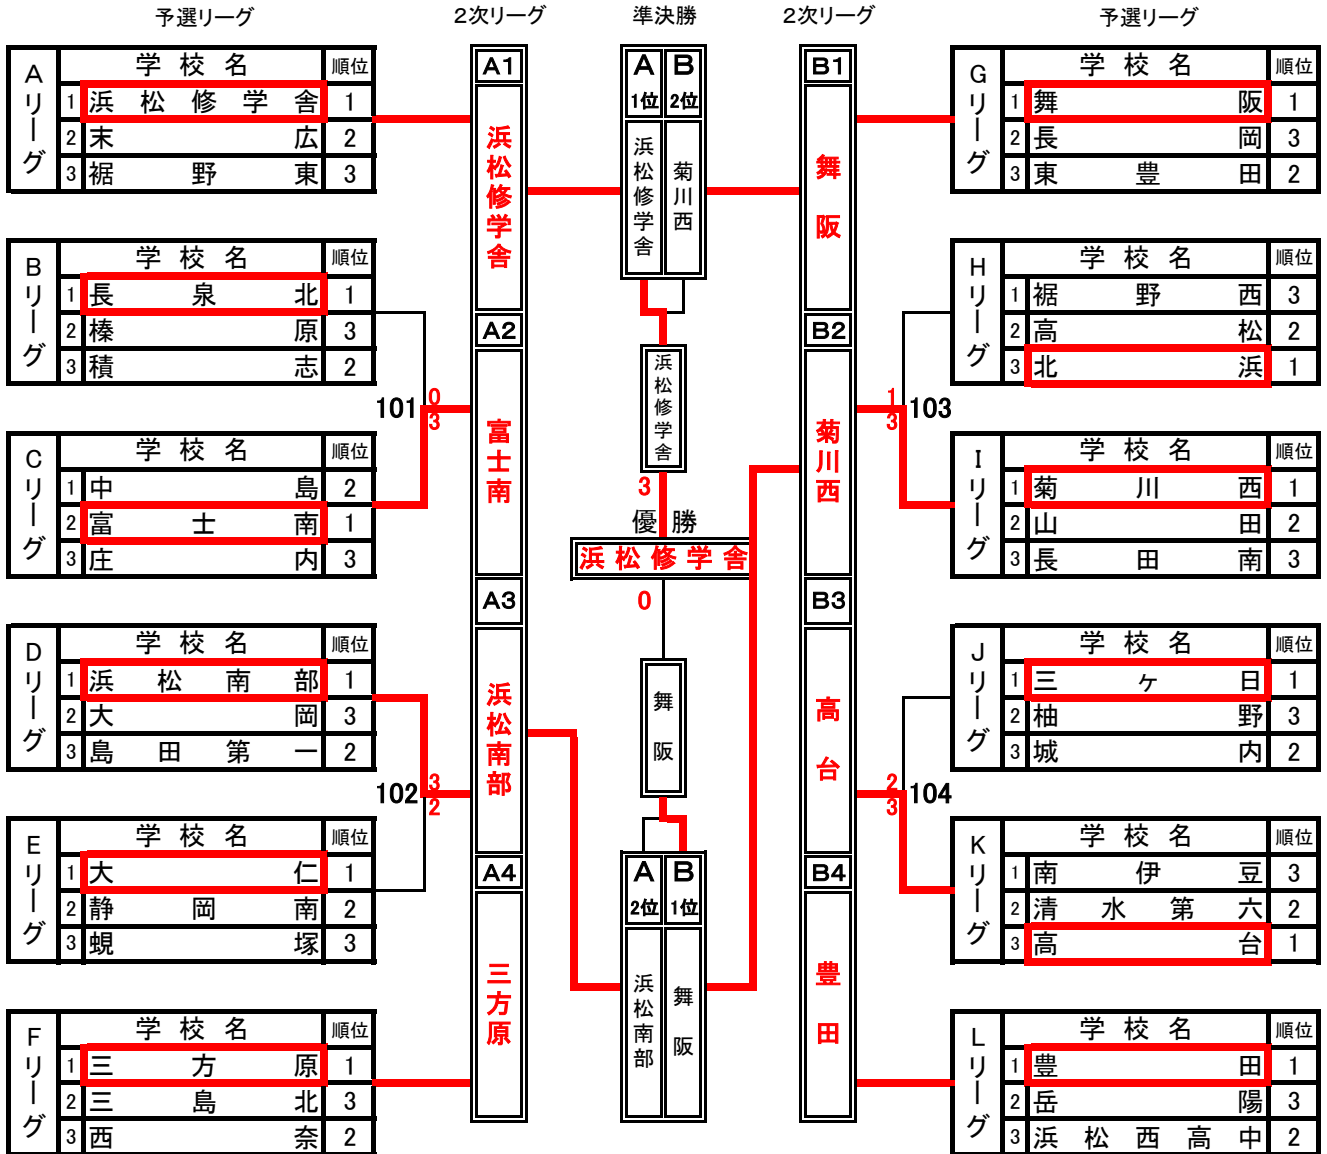 予選リーグ
2次リーグ
準決勝
2次リーグ
予選リーグ
Aリーグ
学校名 順位
1 浜松修学舎 1
2 末広 2
3 裾野東 3
Bリーグ
学校名 順位
1 長泉北 1
2 榛原 3
3 積志 2
Cリーグ
学校名 順位
1 中島 2
2 富士南 1
3 庄内 3
Dリーグ
学校名 順位
1 浜松南部 1
2 大岡 3
3 島田第一 2
Eリーグ
学校名 順位
1 大仁 1
2 静岡南 2
3 蜆塚 3
Fリーグ
学校名 順位
1 三方原 1
2 三島北 3
3 西奈 2
101
0
3
102
3
2
A1
浜松修学舎
A2
富士南
A3
浜松南部
A4
三方原
A B
1位 2位
浜松修学舎
菊川西
浜松修学舎
3
優勝
浜松修学舎
0
舞阪
A B
2位 1位
浜松南部
舞阪
B1
舞阪
B2
菊川西
B3
高台
B4
豊田
1
3
103
2
3
104
Gリーグ
学校名 順位
1 舞阪 1
2 長岡 3
3 東豊田 2
Hリーグ
学校名 順位
1 裾野西 3
2 高松 2
3 北浜 1
Iリーグ
学校名 順位
1 菊川西 1
2 山田 2
3 長田南 3
Jリーグ
学校名 順位
1 三ヶ日 1
2 柚野 3
3 城内 2
Kリーグ
学校名 順位
1 南伊豆 3
2 清水第六 2
3 高台 1
Lリーグ
学校名 順位
1 豊田 1
2 岳陽 3
3 浜松西高中 2